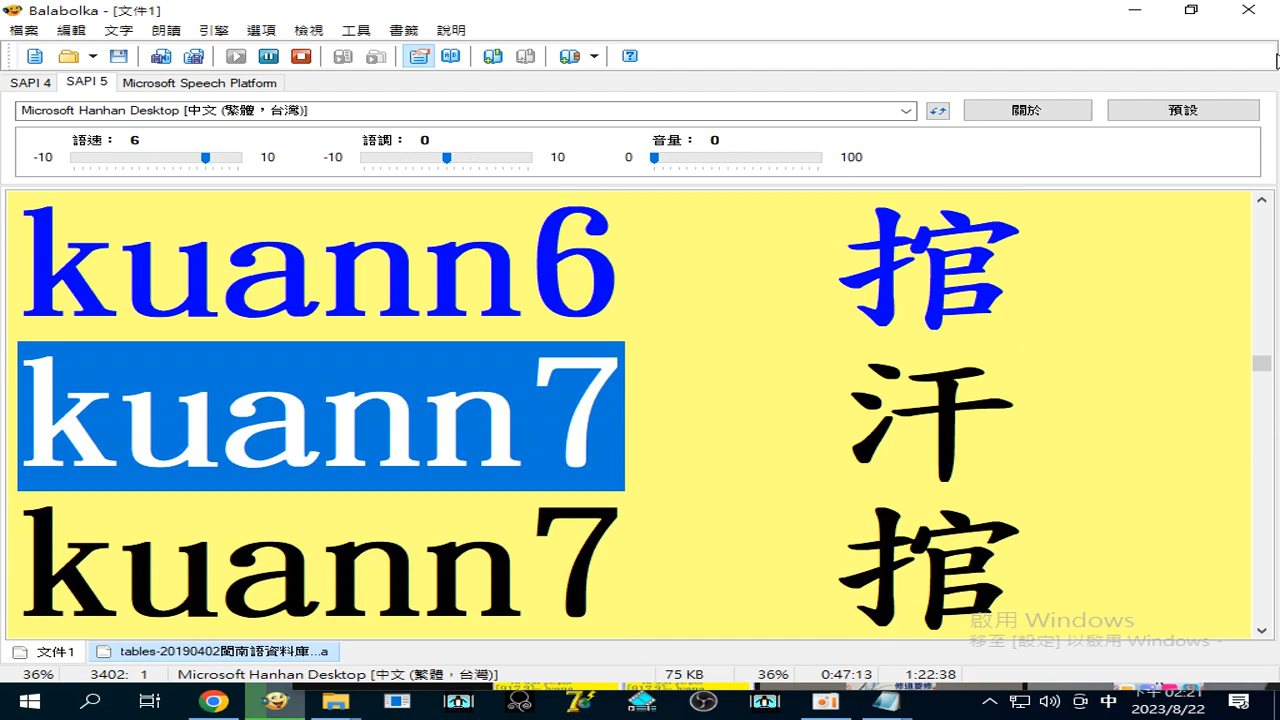 Balabolka - [文件1]
檔案 編輯 文字 朗讀 引擎 選項 檢視 工具 書籤 說明
SAPI 4 SAPI 5 Microsoft Speech Platform
Microsoft Hanhan Desktop [中文 (繁體，台灣)] 關於 預設
語速： 6 語調： 0 音量： 0
-10 10 -10 10 0 100
kuann6 捾
kuann7 汗
kuann7 捾
啟用 Windows
移至 [設定] 以啟用 Windows。
文件1 tables-20190402閩南語資料庫...a
36% 3402: 1 Microsoft Hanhan Desktop [中文 (繁體，台灣)] 75 KB 36% 0:47:13 1:22:38
中 2023/8/22